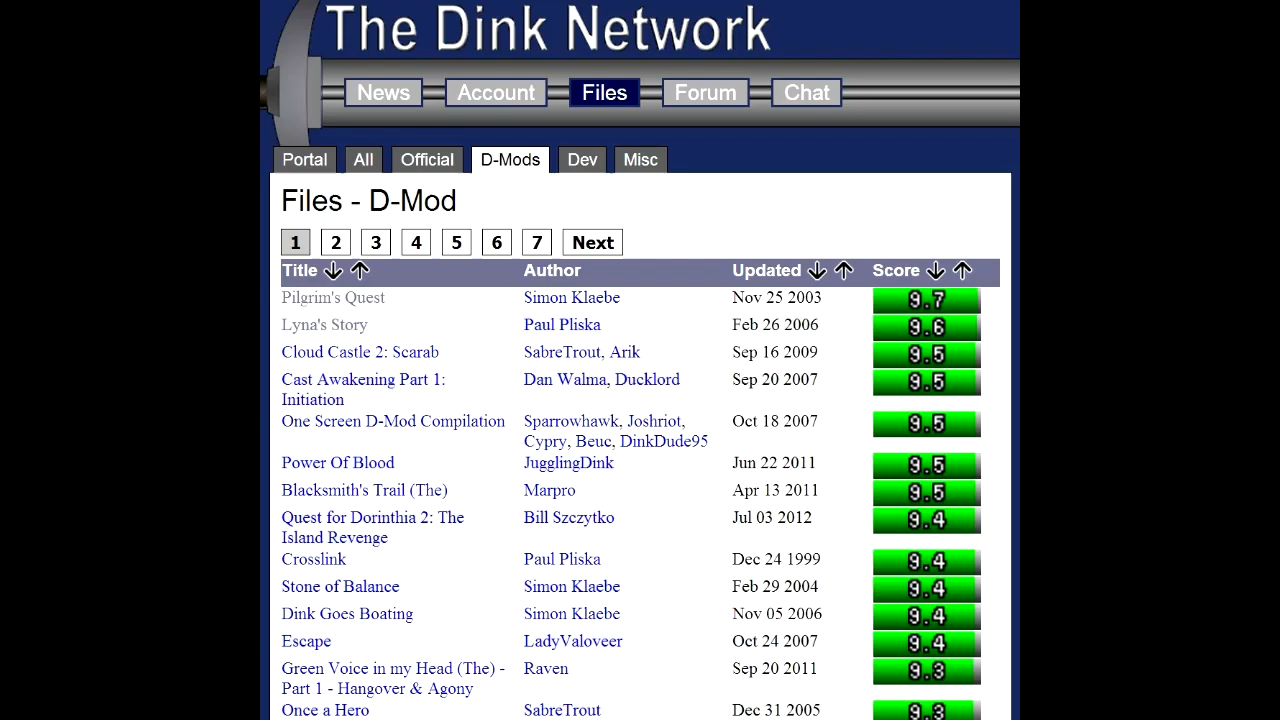 The Dink Network
News Account Files Forum Chat
Portal All Official D-Mods Dev Misc
Files - D-Mod
1 2 3 4 5 6 7 Next
Title Author Updated Score
Pilgrim's Quest Simon Klaebe Nov 25 2003 9.7
Lyna's Story Paul Pliska Feb 26 2006 9.6
Cloud Castle 2: Scarab SabreTrout, Arik Sep 16 2009 9.5
Cast Awakening Part 1: Dan Walma, Ducklord Sep 20 2007 9.5
Initiation
One Screen D-Mod Compilation Sparrowhawk, Joshriot, Oct 18 2007 9.5
Cypry, Beuc, DinkDude95
Power Of Blood JugglingDink Jun 22 2011 9.5
Blacksmith's Trail (The) Marpro Apr 13 2011 9.5
Quest for Dorinthia 2: The Bill Szczytko Jul 03 2012 9.4
Island Revenge
Crosslink Paul Pliska Dec 24 1999 9.4
Stone of Balance Simon Klaebe Feb 29 2004 9.4
Dink Goes Boating Simon Klaebe Nov 05 2006 9.4
Escape LadyValoveer Oct 24 2007 9.4
Green Voice in my Head (The) - Raven Sep 20 2011 9.3
Part 1 - Hangover & Agony
Once a Hero SabreTrout Dec 31 2005 9.3